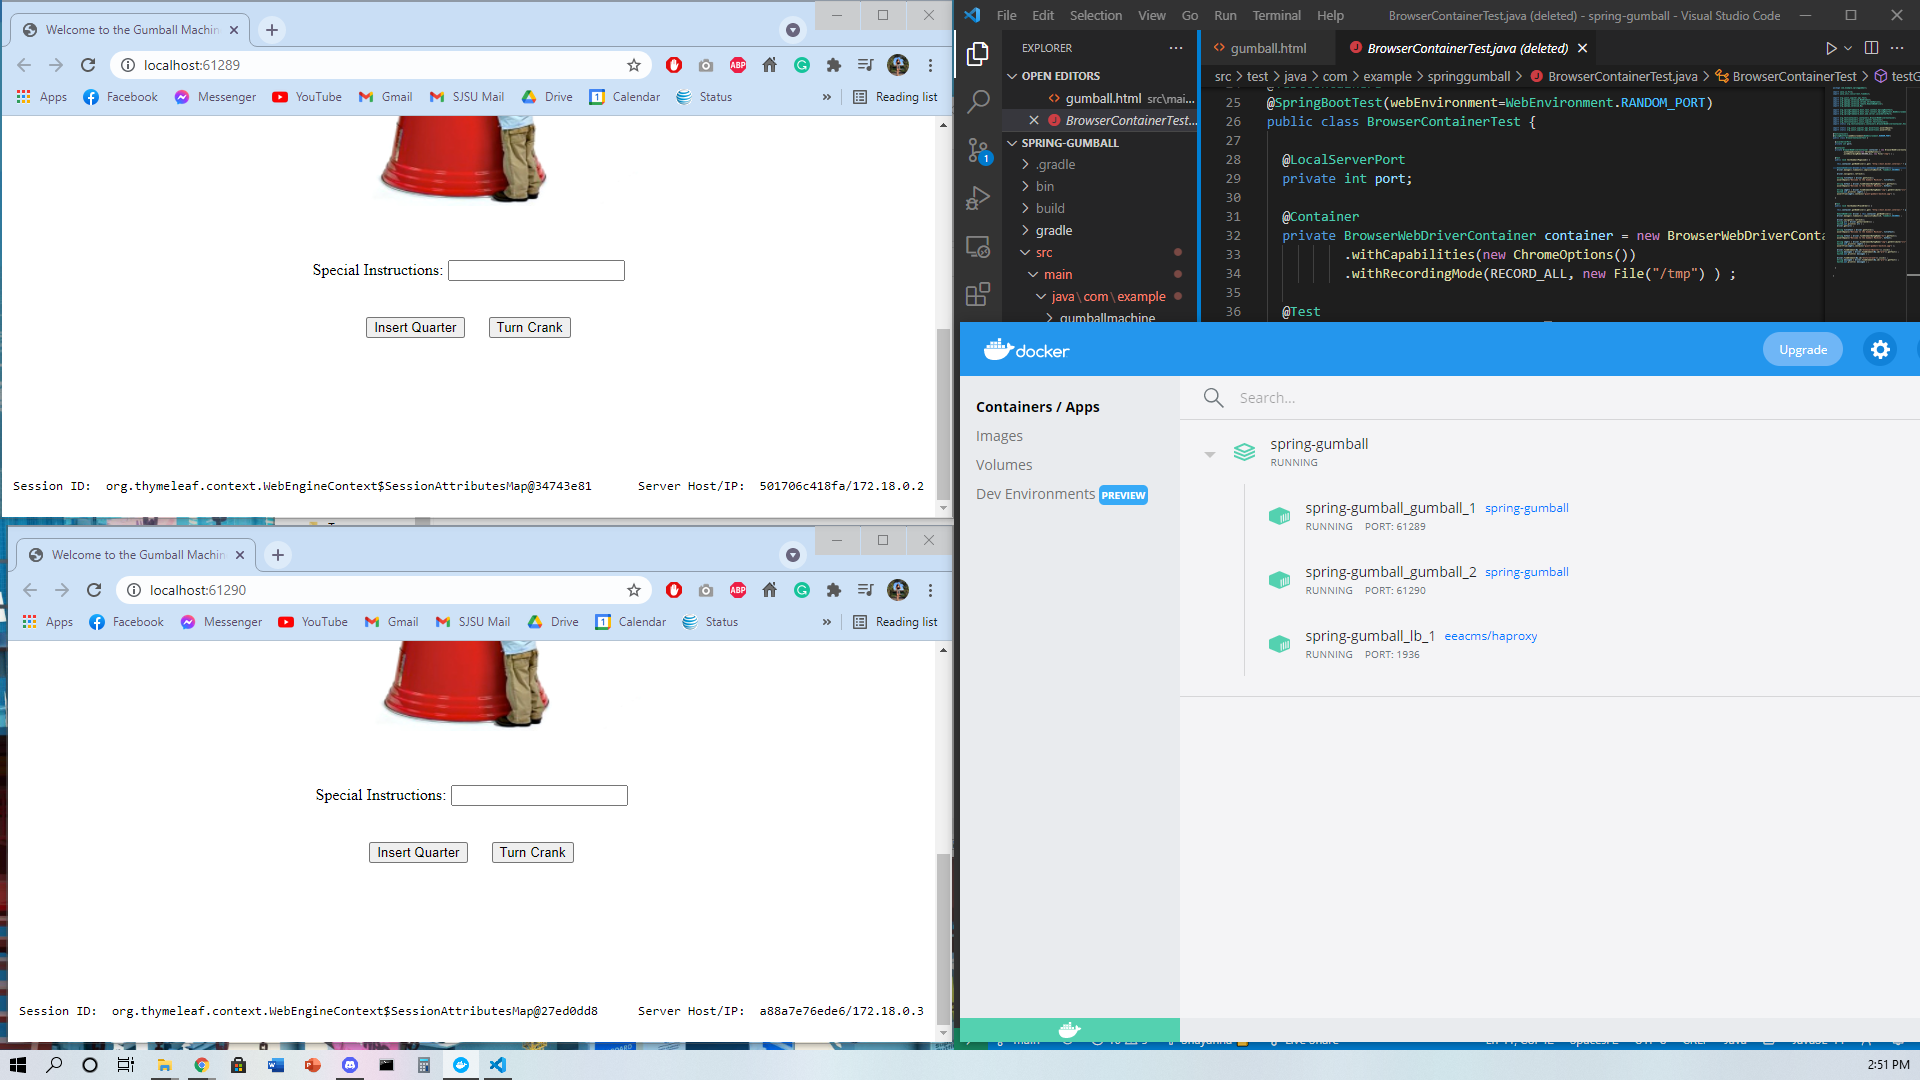 Welcome to the Gumball Machin
localhost:61289
ABP
Apps
Facebook
Messenger
YouTube
Gmail
SJSU Mail
Drive
Calendar
Status
»
Reading list
Special Instructions:
Insert Quarter
Turn Crank
Session ID: org.thymeleaf.context.WebEngineContext$SessionAttributesMap@34743e81
Server Host/IP: 501706c418fa/172.18.0.2
Welcome to the Gumball Machin
localhost:61290
ABP
Apps
Facebook
Messenger
YouTube
Gmail
SJSU Mail
Drive
Calendar
Status
»
Reading list
Special Instructions:
Insert Quarter
Turn Crank
Session ID: org.thymeleaf.context.WebEngineContext$SessionAttributesMap@27ed0dd8
Server Host/IP: a88a7e76ede6/172.18.0.3
File Edit Selection View Go Run Terminal Help
BrowserContainerTest.java (deleted) - spring-gumball - Visual Studio Code
EXPLORER
OPEN EDITORS
gumball.html src\mai...
BrowserContainerTest...
SPRING-GUMBALL
.gradle
bin
build
gradle
src
main
java\com\example
gumballmachine
1
gumball.html
BrowserContainerTest.java (deleted)
src > test > java > com > example > springgumball > BrowserContainerTest.java > BrowserContainerTest > testG
25 @SpringBootTest(webEnvironment=WebEnvironment.RANDOM_PORT)
26 public class BrowserContainerTest {
27
28 @LocalServerPort
29 private int port;
30
31 @Container
32 private BrowserWebDriverContainer container = new BrowserWebDriverConta
33 .withCapabilities(new ChromeOptions())
34 .withRecordingMode(RECORD_ALL, new File("/tmp") ) ;
35
36 @Test
docker
Upgrade
Containers / Apps
Images
Volumes
Dev Environments PREVIEW
Search...
spring-gumball
RUNNING
spring-gumball_gumball_1 spring-gumball
RUNNING PORT: 61289
spring-gumball_gumball_2 spring-gumball
RUNNING PORT: 61290
spring-gumball_lb_1 eeacms/haproxy
RUNNING PORT: 1936
2:51 PM